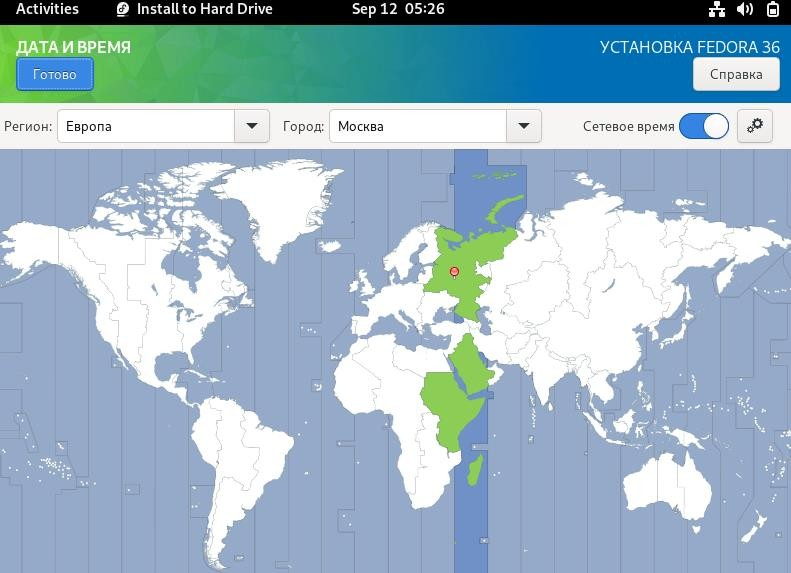 Activities Install to Hard Drive Sep 12 05:26
ДАТА И ВРЕМЯ УСТАНОВКА FEDORA 36
Готово Справка
Регион: Европа Город: Москва Сетевое время